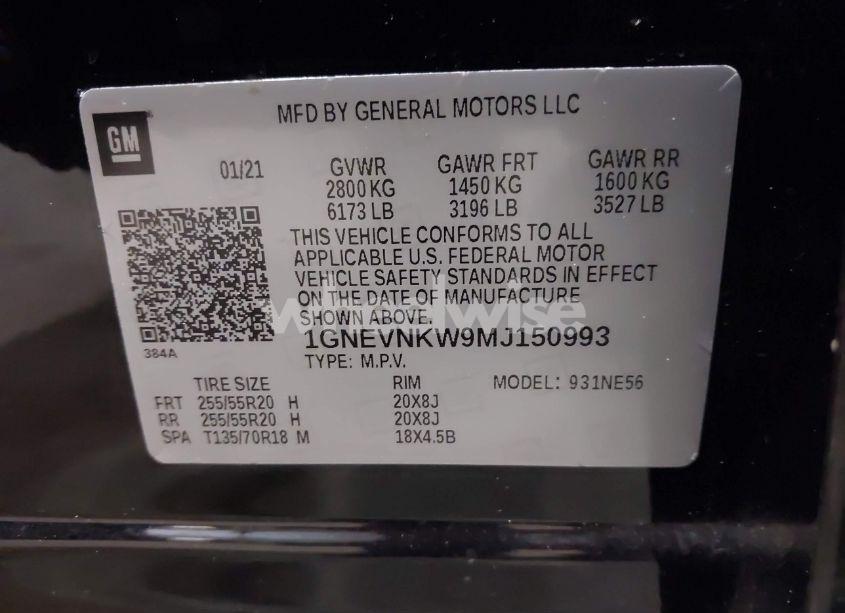 GM
MFD BY GENERAL MOTORS LLC
01/21 GVWR GAWR FRT GAWR RR
2800 KG 1450 KG 1600 KG
6173 LB 3196 LB 3527 LB
THIS VEHICLE CONFORMS TO ALL
APPLICABLE U.S. FEDERAL MOTOR
VEHICLE SAFETY STANDARDS IN EFFECT
ON THE DATE OF MANUFACTURE
SHOWN ABOVE.
1GNEVNKW9MJ150993
384A
TYPE: M.P.V.
TIRE SIZE RIM MODEL: 931NE56
FRT 255/55R20 H 20X8J
RR 255/55R20 H 20X8J
SPA T135/70R18 M 18X4.5B